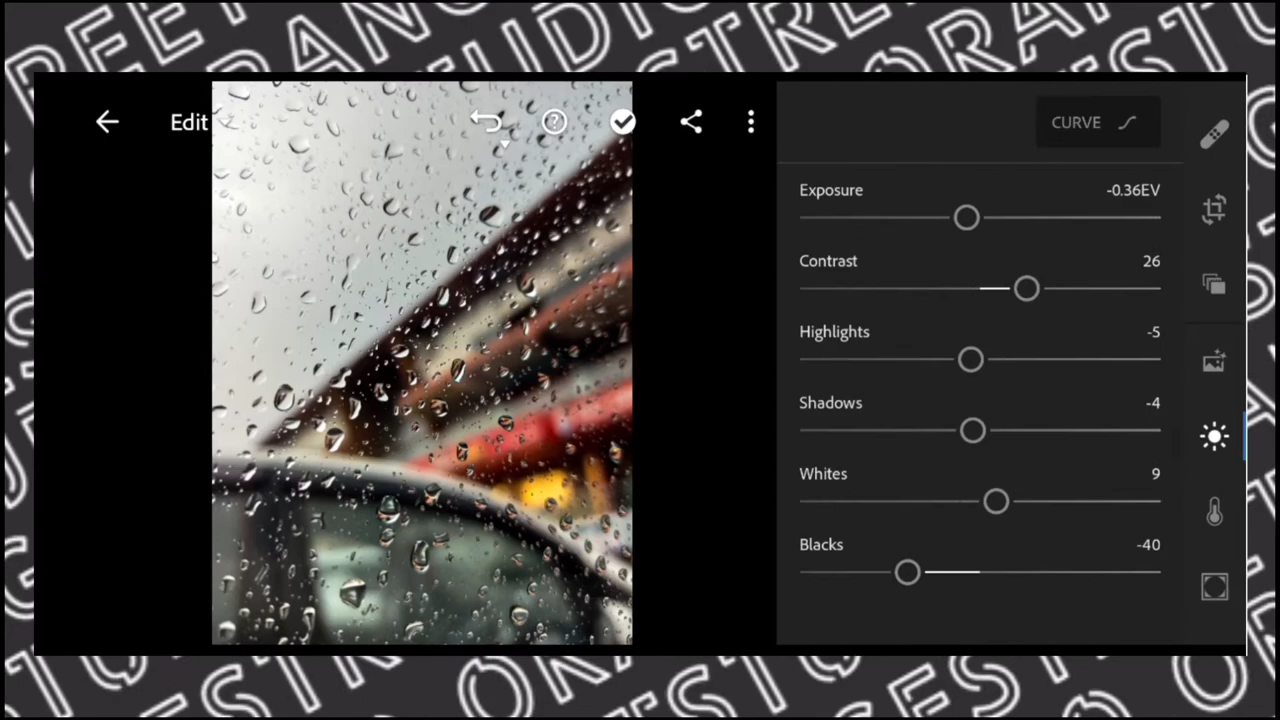 Edit
CURVE
Exposure -0.36EV
Contrast 26
Highlights -5
Shadows -4
Whites 9
Blacks -40